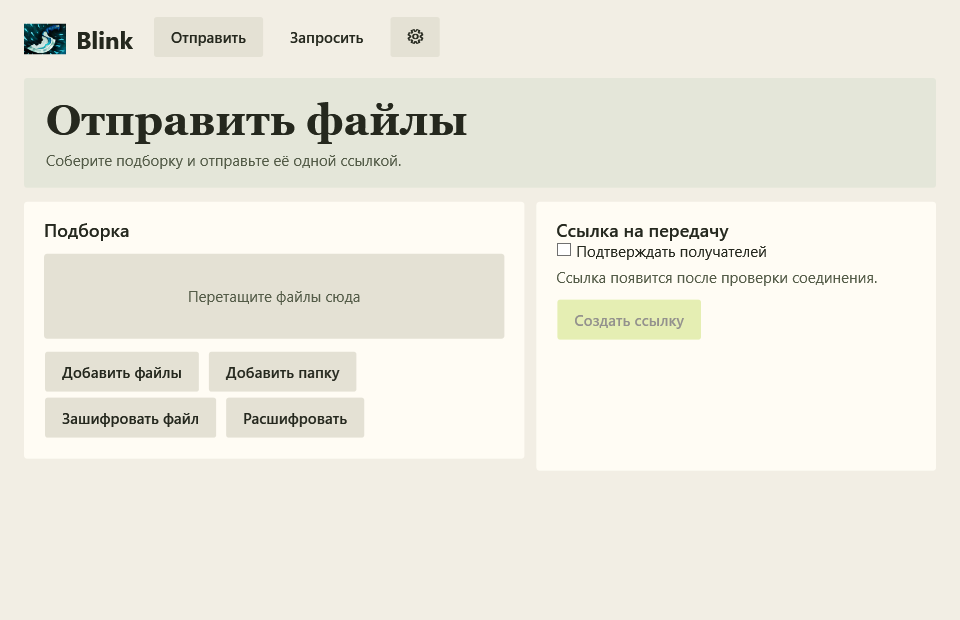 Blink
Отправить
Запросить
Отправить файлы
Соберите подборку и отправьте её одной ссылкой.
Подборка
Перетащите файлы сюда
Добавить файлы
Добавить папку
Зашифровать файл
Расшифровать
Ссылка на передачу
Подтверждать получателей
Ссылка появится после проверки соединения.
Создать ссылку